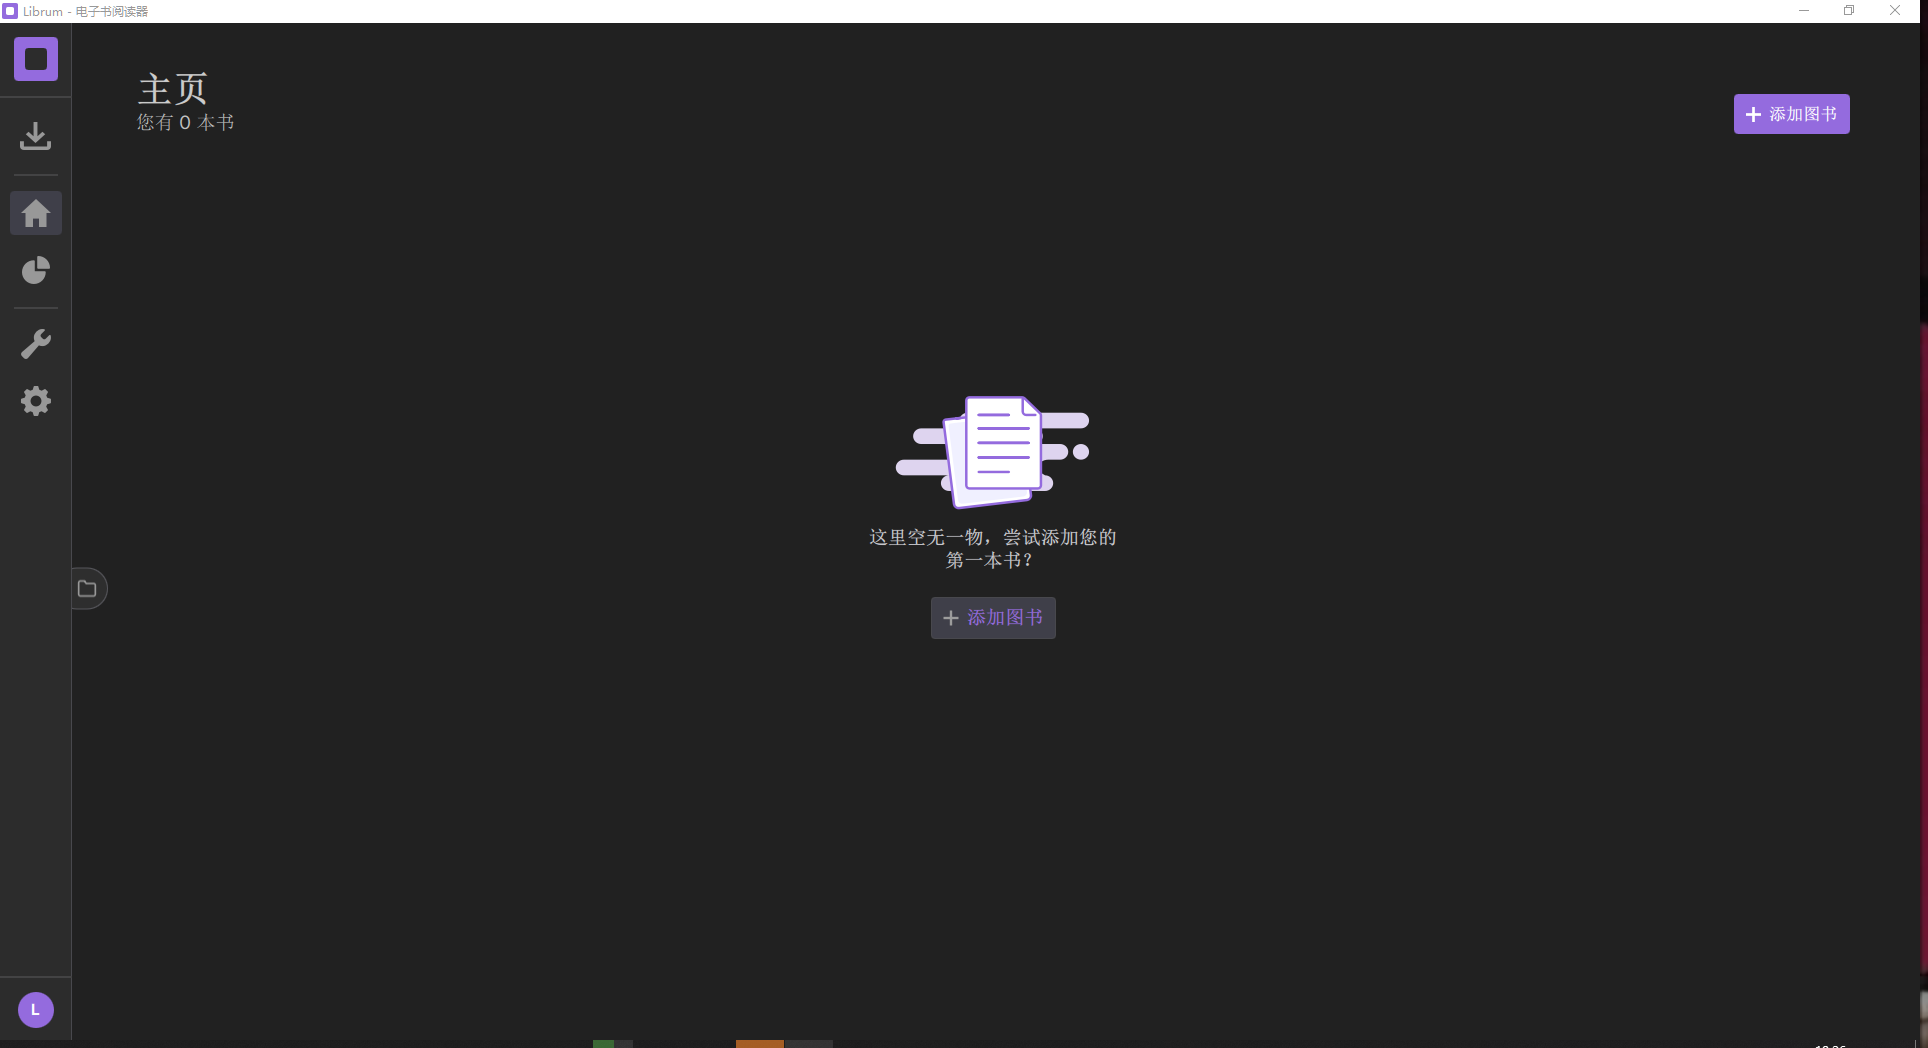 Librum - 电子书阅读器
主页
您有 0 本书
添加图书
这里空无一物，尝试添加您的
第一本书？
添加图书
L